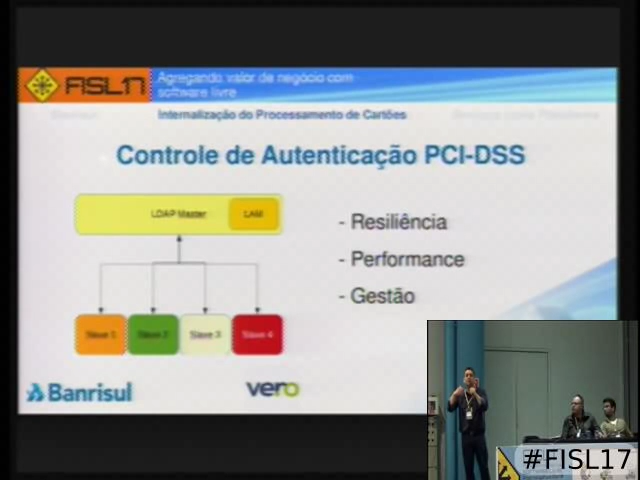 FISL17
Agregando valor de negócio com
software livre
Internalização do Processamento de Cartões
Controle de Autenticação PCI-DSS
LDAP Master
LAM
- Resiliência
- Performance
- Gestão
Slave 1
Slave 2
Slave 3
Slave 4
Banrisul
vero
#FISL17